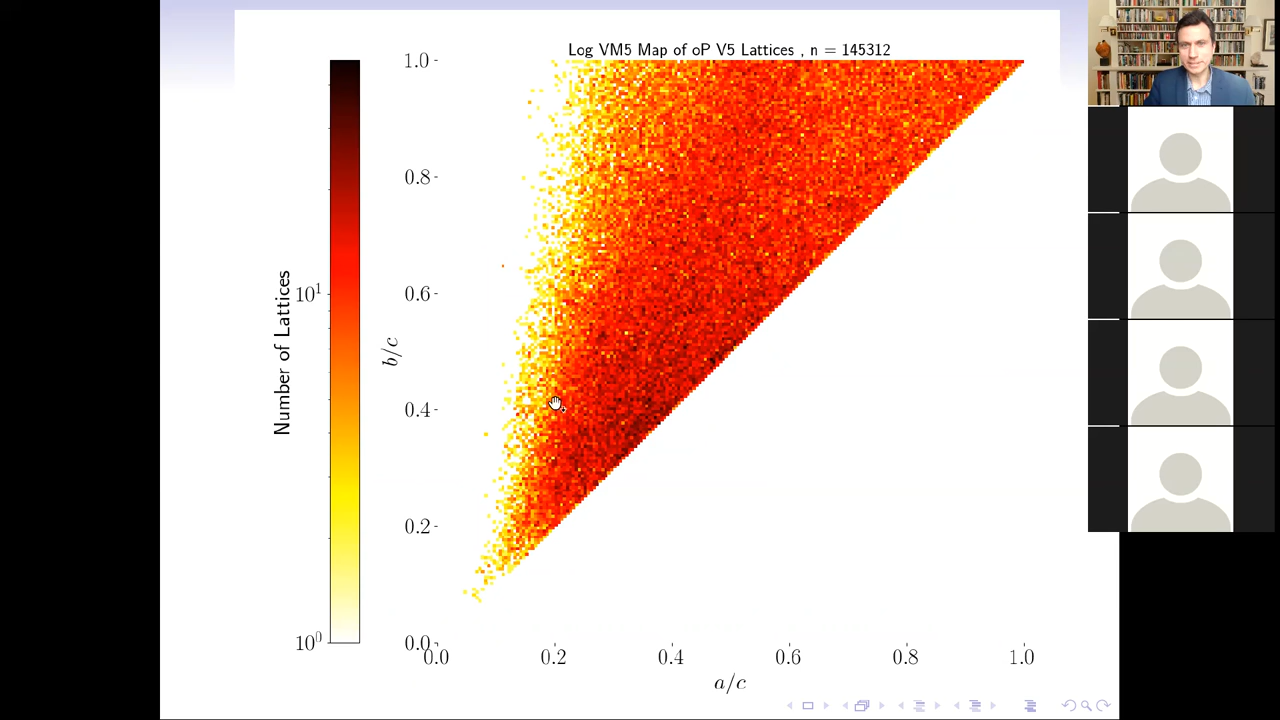 Log VM5 Map of oP V5 Lattices , n = 145312
Number of Lattices
10¹
10⁰
b/c
1.0
0.8
0.6
0.4
0.2
0.0
0.0 0.2 0.4 0.6 0.8 1.0
a/c